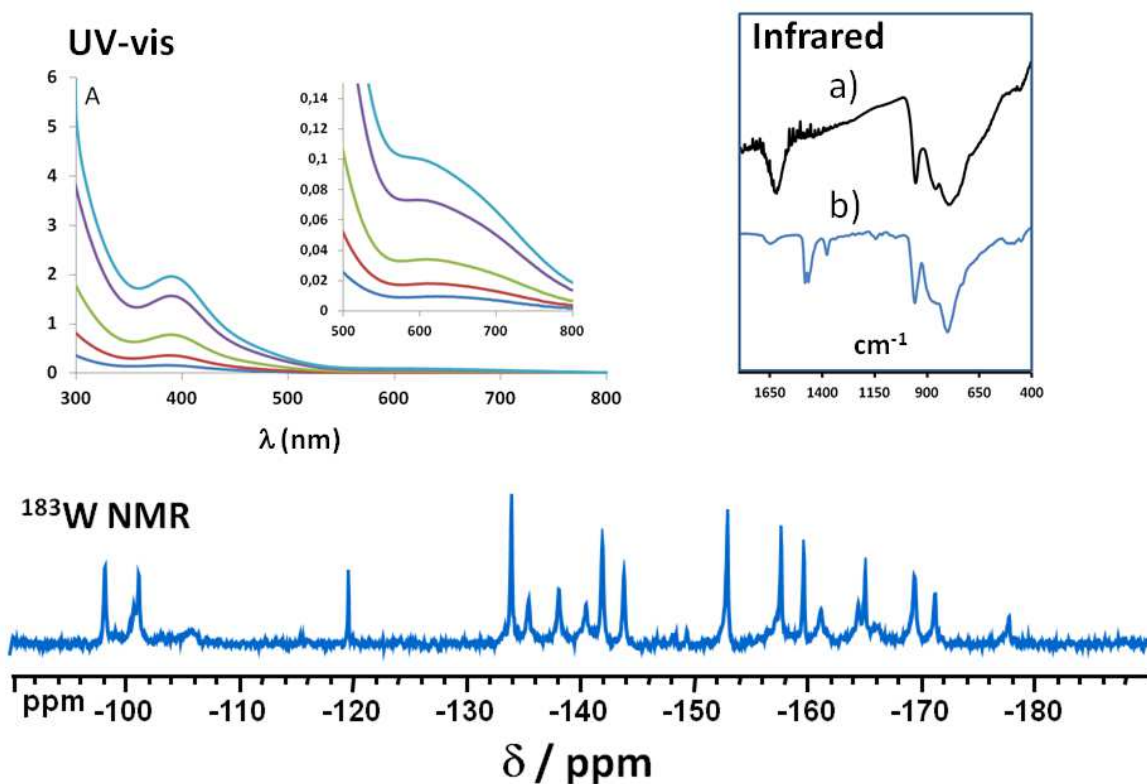 UV-vis
A
6
5
4
3
2
1
0
300 400 500 600 700 800
λ (nm)
0,14
0,12
0,1
0,08
0,06
0,04
0,02
0
500 600 700 800
Infrared
a)
b)
cm-1
1650 1400 1150 900 650 400
183W NMR
ppm -100 -110 -120 -130 -140 -150 -160 -170 -180
δ / ppm